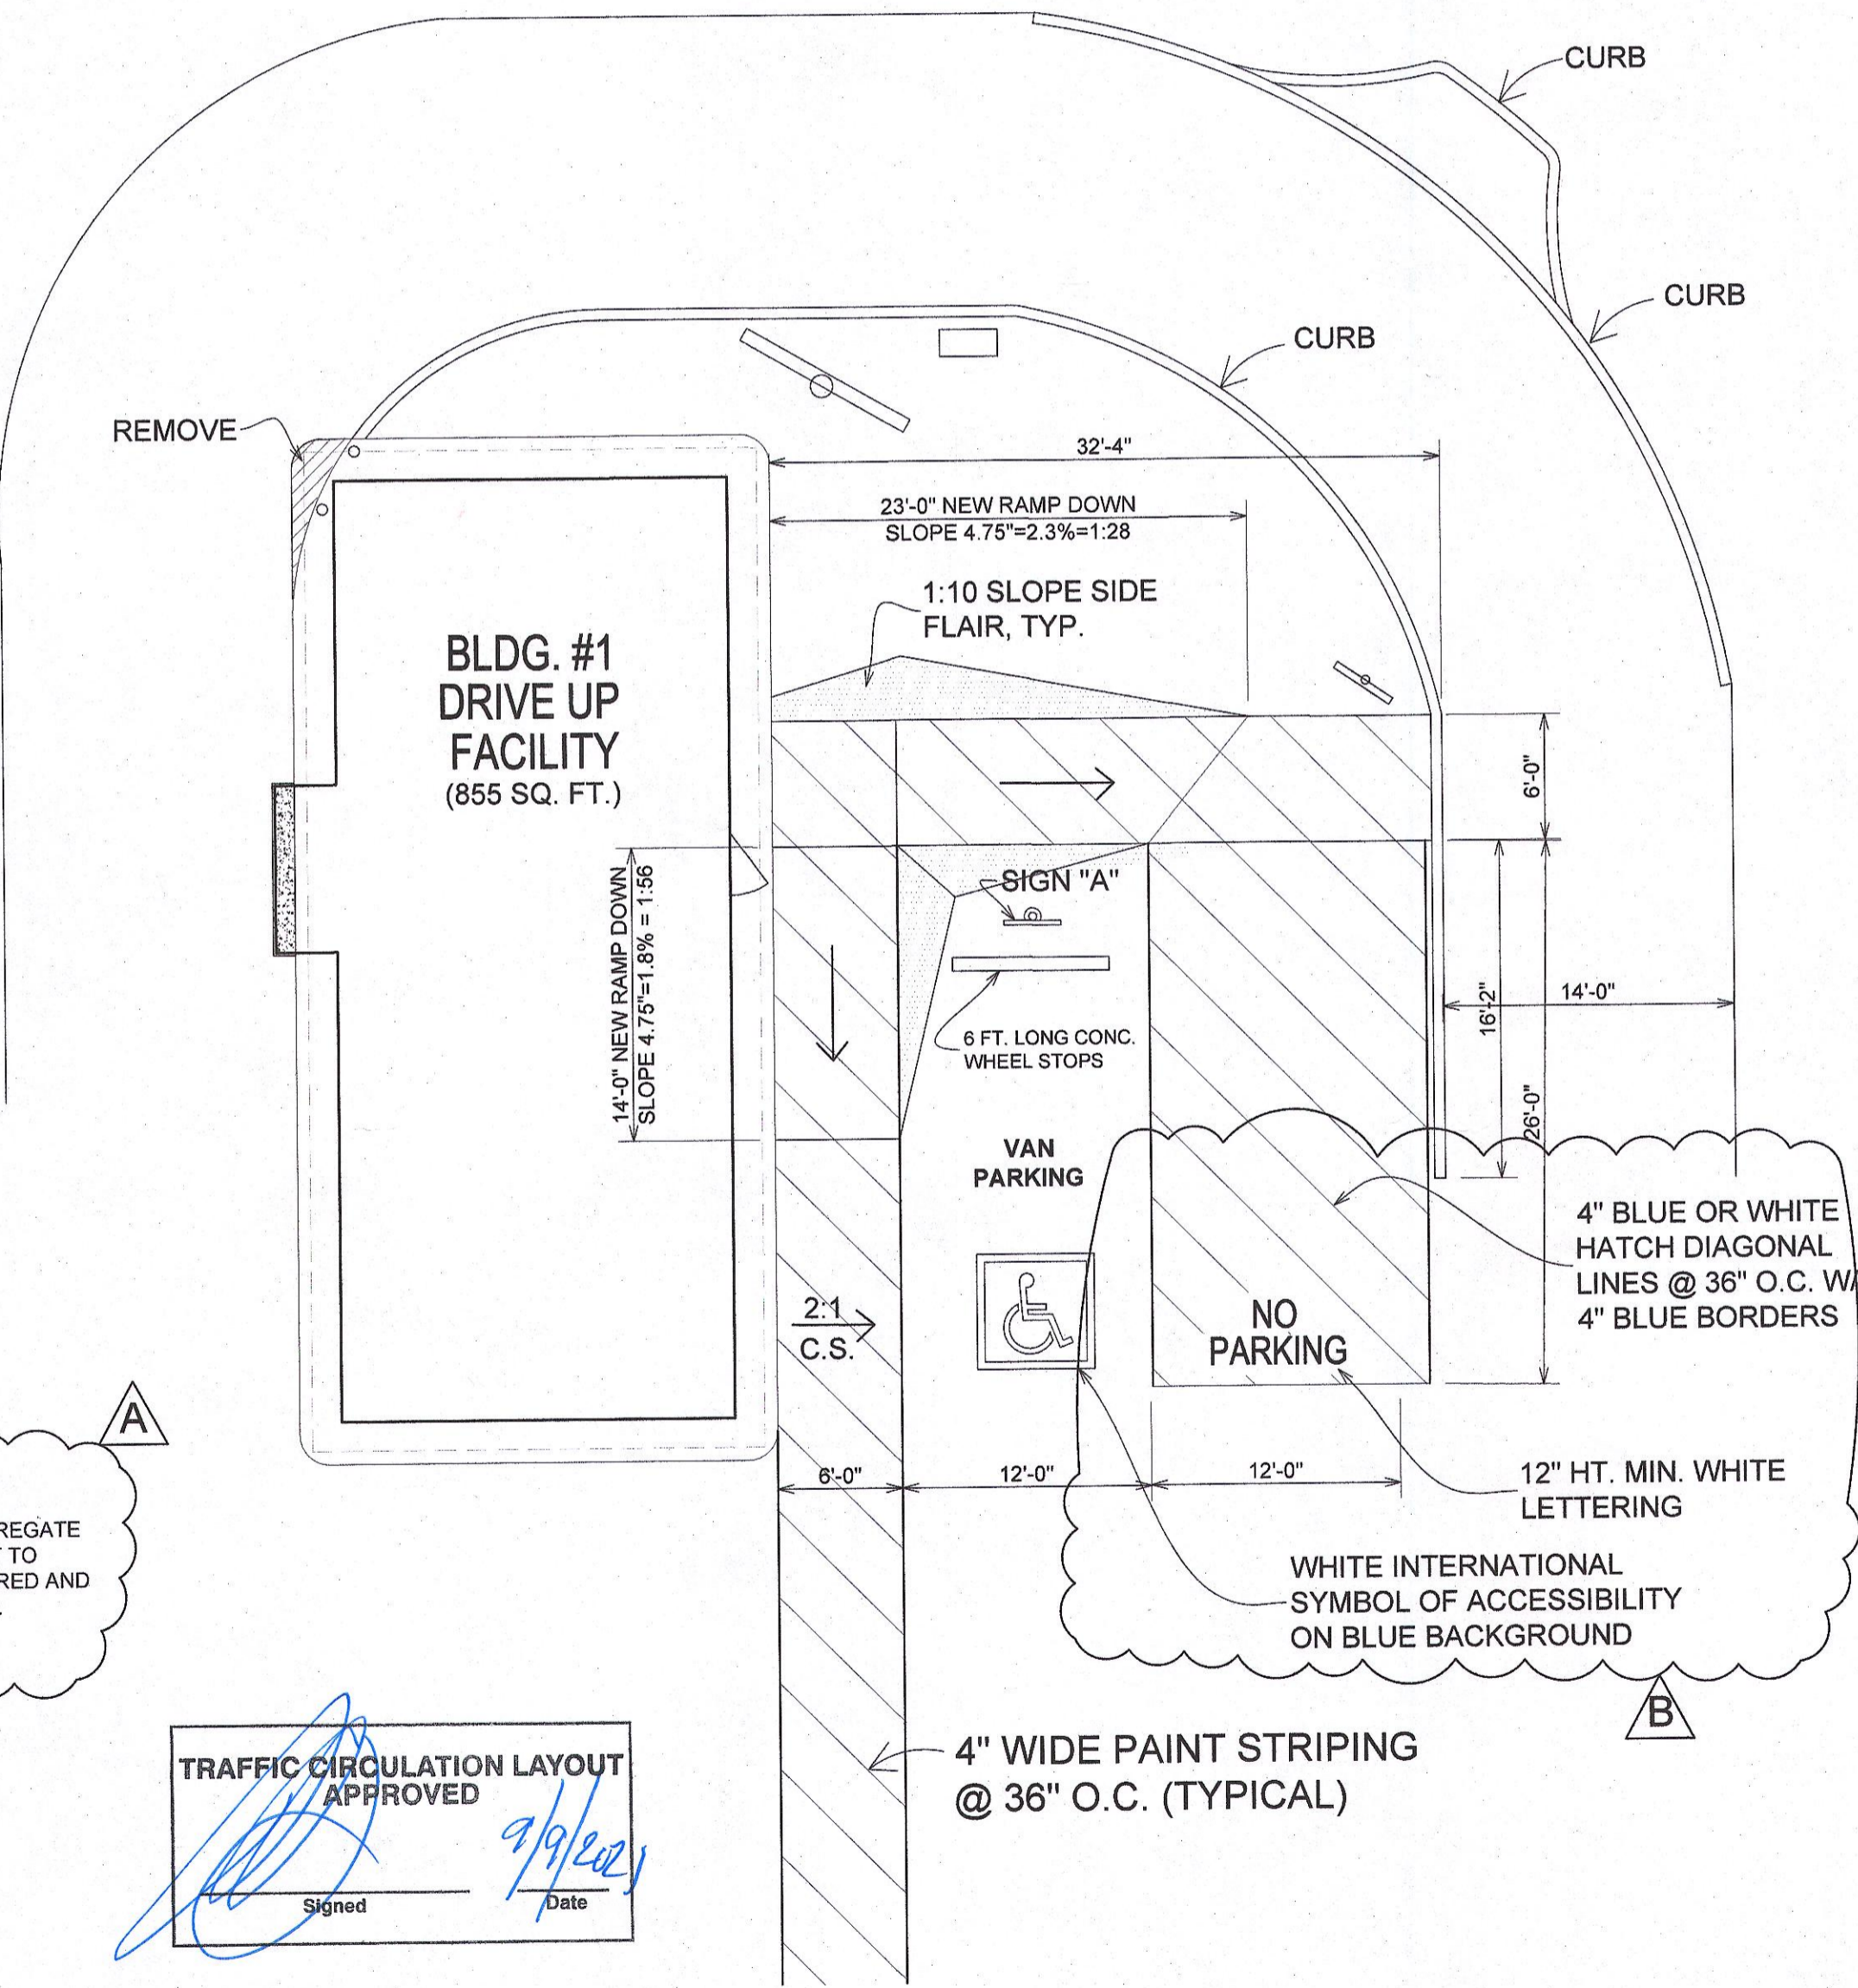 CURB
CURB
CURB
REMOVE
32'-4"
23'-0" NEW RAMP DOWN
SLOPE 4.75"=2.3%=1:28
1:10 SLOPE SIDE
FLAIR, TYP.
BLDG. #1
DRIVE UP
FACILITY
(855 SQ. FT.)
6'-0"
14'-0" NEW RAMP DOWN
SLOPE 4.75"=1.8% = 1:56
SIGN "A"
6 FT. LONG CONC.
WHEEL STOPS
16'-2"
14'-0"
26'-0"
VAN
PARKING
4" BLUE OR WHITE
HATCH DIAGONAL
LINES @ 36" O.C. W/
4" BLUE BORDERS
2:1
C.S.
NO
PARKING
A
6'-0"
12'-0"
12'-0"
12" HT. MIN. WHITE
LETTERING
REGATE
TO
RED AND
WHITE INTERNATIONAL
SYMBOL OF ACCESSIBILITY
ON BLUE BACKGROUND
B
4" WIDE PAINT STRIPING
@ 36" O.C. (TYPICAL)
TRAFFIC CIRCULATION LAYOUT
APPROVED
9/9/2021
Signed
Date